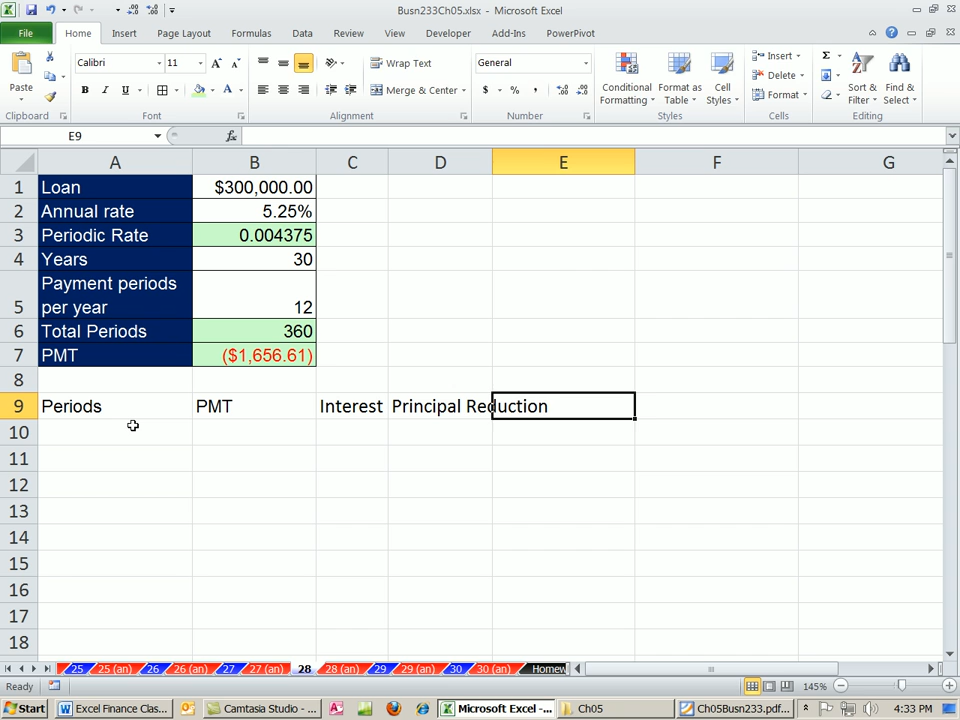 Busn233Ch05.xlsx - Microsoft Excel
File Home Insert Page Layout Formulas Data Review View Developer Add-Ins PowerPivot
Calibri 11 Wrap Text General Insert
Paste B I U Merge & Center $ % , Conditional Formatting Format as Table Cell Styles Delete Format Sort & Filter Find & Select
Clipboard Font Alignment Number Styles Cells Editing
E9 fx
A B C D E F G
1 Loan $300,000.00
2 Annual rate 5.25%
3 Periodic Rate 0.004375
4 Years 30
Payment periods
5 per year 12
6 Total Periods 360
7 PMT ($1,656.61)
8
9 Periods PMT Interest Principal Reduction
10
11
12
13
14
15
16
17
18
25 25 (an) 26 26 (an) 27 27 (an) 28 28 (an) 29 29 (an) 30 30 (an) Homew
Ready 145%
Start Excel Finance Clas... Camtasia Studio - ... Microsoft Excel -... Ch05 Ch05Busn233.pdf... 4:33 PM